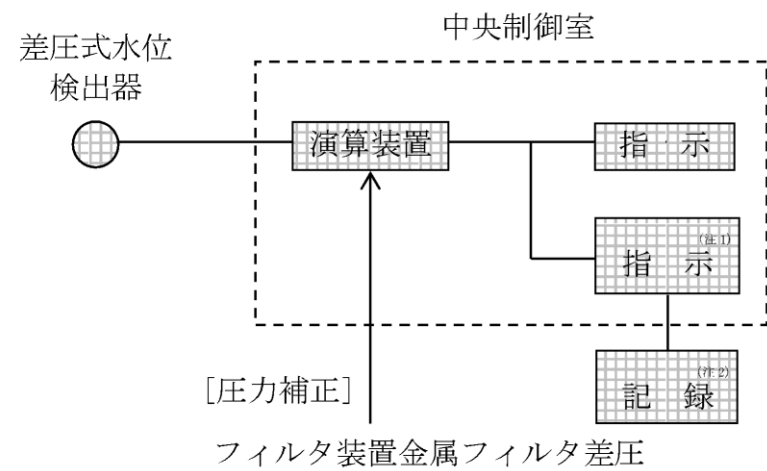 中央制御室
差圧式水位
検出器
演算装置
指 示
指 示(注1)
[圧力補正]
記 録(注2)
フィルタ装置金属フィルタ差圧